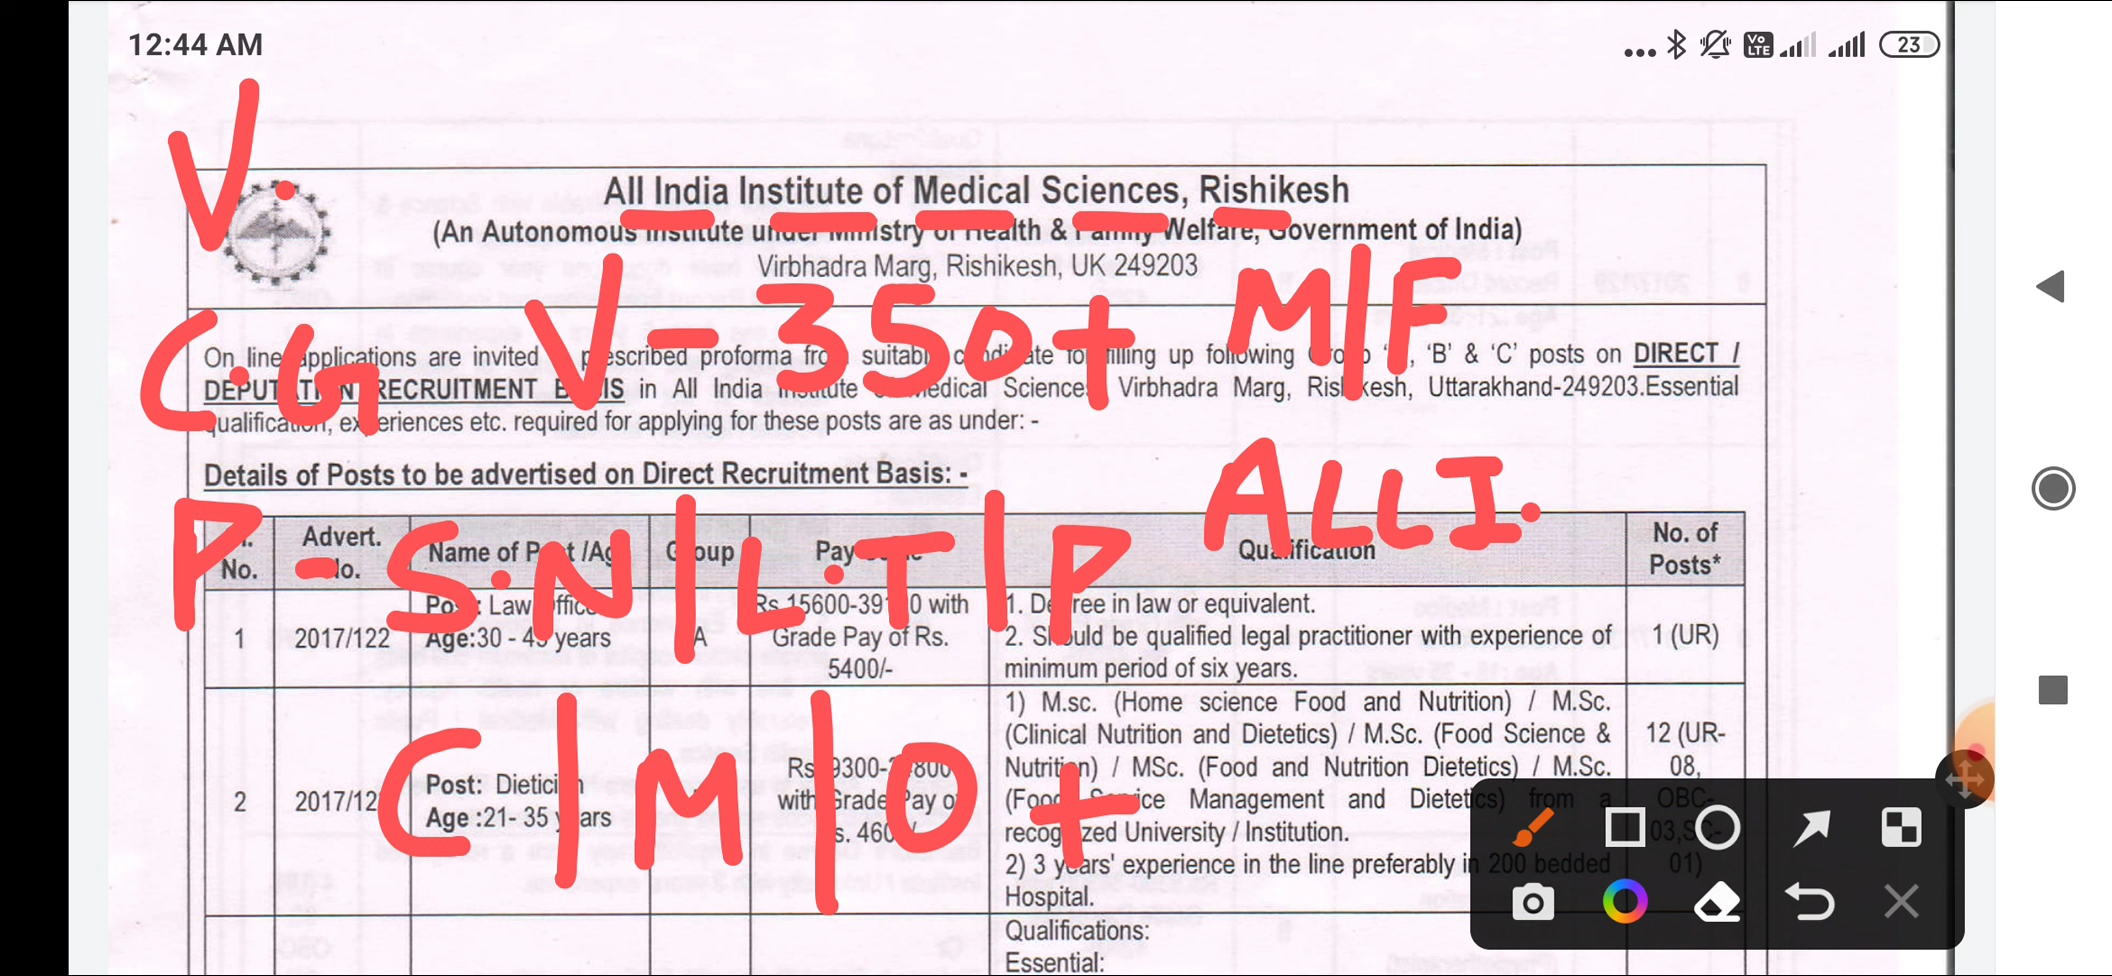 12:44 AM
23
V.
All India Institute of Medical Sciences, Rishikesh
(An Autonomous Institute under Ministry of Health & Family Welfare, Government of India)
Virbhadra Marg, Rishikesh, UK 249203
V-350+ M/F
C.G
On line applications are invited prescribed proforma from suitable candidate for filling up following Group ‘B’ & ‘C’ posts on DIRECT /
DEPUTATION RECRUITMENT BASIS in All India Institute of Medical Sciences Virbhadra Marg, Rishikesh, Uttarakhand-249203.Essential
qualification, experiences etc. required for applying for these posts are as under: -
Details of Posts to be advertised on Direct Recruitment Basis: -
ALL I.
P-S.N|L.T|P
No.
Advert. No.
Name of Post /Age
Group
Pay Scale
Qualification
No. of Posts*
1
2017/122
Post: Law Officer
Age:30 - 45 years
A
Rs.15600-39100 with
Grade Pay of Rs.
5400/-
1. Degree in law or equivalent.
2. Should be qualified legal practitioner with experience of
minimum period of six years.
1 (UR)
C|M|O+
2
2017/12
Post: Dietician
Age :21- 35 years
Rs 9300-34800
with Grade Pay of
Rs. 4600/
1) M.sc. (Home science Food and Nutrition) / M.Sc.
(Clinical Nutrition and Dietetics) / M.Sc. (Food Science &
Nutrition) / MSc. (Food and Nutrition Dietetics) / M.Sc.
(Food Service Management and Dietetics) from a
recognized University / Institution.
2) 3 years' experience in the line preferably in 200 bedded
Hospital.
12 (UR-
08,
OBC-
03,SC-
01)
Qualifications:
Essential: